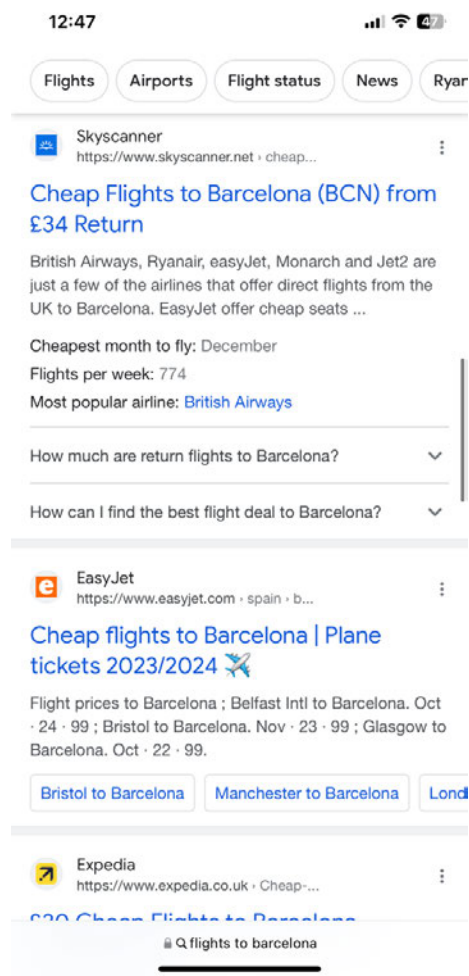 12:47
47
Flights Airports Flight status News Ryan
Skyscanner
https://www.skyscanner.net › cheap...
Cheap Flights to Barcelona (BCN) from
£34 Return
British Airways, Ryanair, easyJet, Monarch and Jet2 are
just a few of the airlines that offer direct flights from the
UK to Barcelona. EasyJet offer cheap seats ...
Cheapest month to fly: December
Flights per week: 774
Most popular airline: British Airways
How much are return flights to Barcelona?
How can I find the best flight deal to Barcelona?
EasyJet
https://www.easyjet.com › spain › b...
Cheap flights to Barcelona | Plane
tickets 2023/2024 ✈️
Flight prices to Barcelona ; Belfast Intl to Barcelona. Oct
· 24 · 99 ; Bristol to Barcelona. Nov · 23 · 99 ; Glasgow to
Barcelona. Oct · 22 · 99.
Bristol to Barcelona Manchester to Barcelona Lond
Expedia
https://www.expedia.co.uk › Cheap-...
Cheap Flights to Barcelona
flights to barcelona